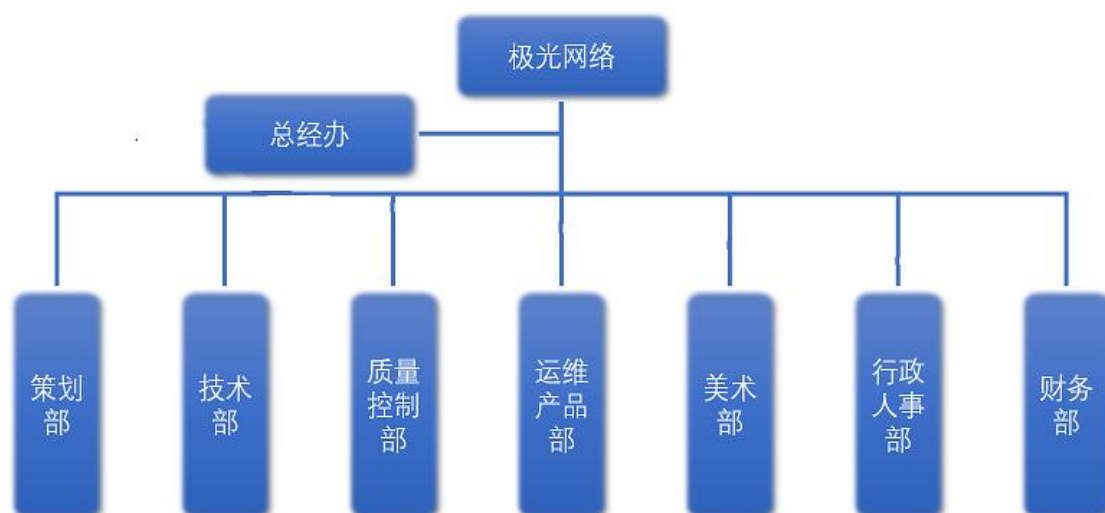 极光网络
总经办
策划
部
技术
部
质量
控制
部
运维
产品
部
美术
部
行政
人事
部
财务
部